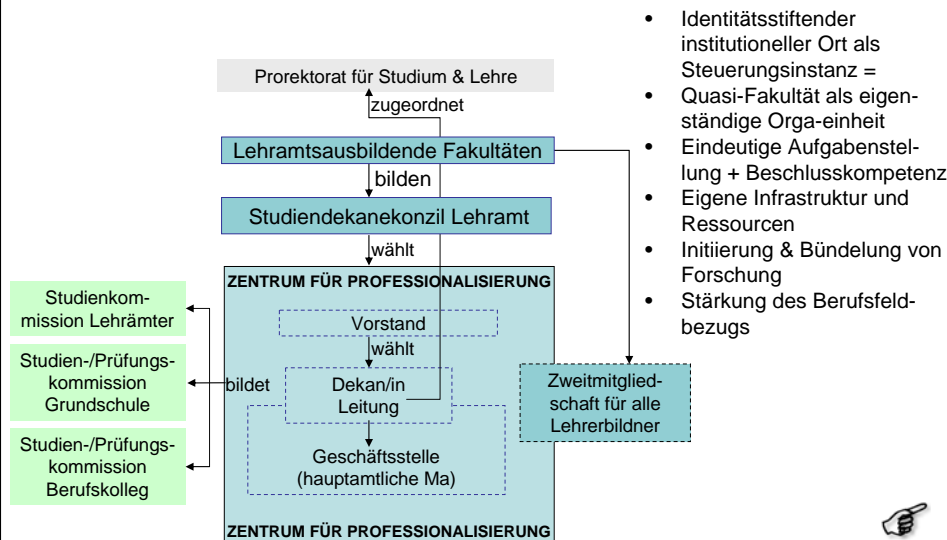 Prorektorat für Studium & Lehre
zugeordnet
Lehramtsausbildende Fakultäten
bilden
Studiendekanekonzil Lehramt
wählt
ZENTRUM FÜR PROFESSIONALISIERUNG
Vorstand
wählt
Dekan/in
Leitung
Geschäftsstelle
(hauptamtliche Ma)
ZENTRUM FÜR PROFESSIONALISIERUNG
bildet
Studienkom-
mission Lehrämter
Studien-/Prüfungs-
kommission
Grundschule
Studien-/Prüfungs-
kommission
Berufskolleg
Zweitmitglied-
schaft für alle
Lehrerbildner
• Identitätsstiftender
institutioneller Ort als
Steuerungsinstanz =
• Quasi-Fakultät als eigen-
ständige Orga-einheit
• Eindeutige Aufgabenstel-
lung + Beschlusskompetenz
• Eigene Infrastruktur und
Ressourcen
• Initiierung & Bündelung von
Forschung
• Stärkung des Berufsfeld-
bezugs